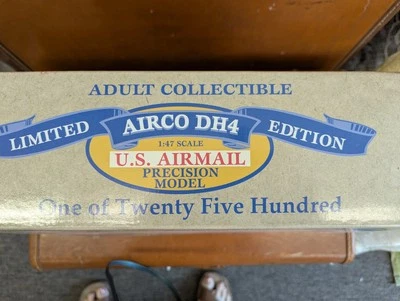 ADULT COLLECTIBLE
LIMITED AIRCO DH4 EDITION
1:47 SCALE
U.S. AIRMAIL
PRECISION
MODEL
One of Twenty Five Hundred